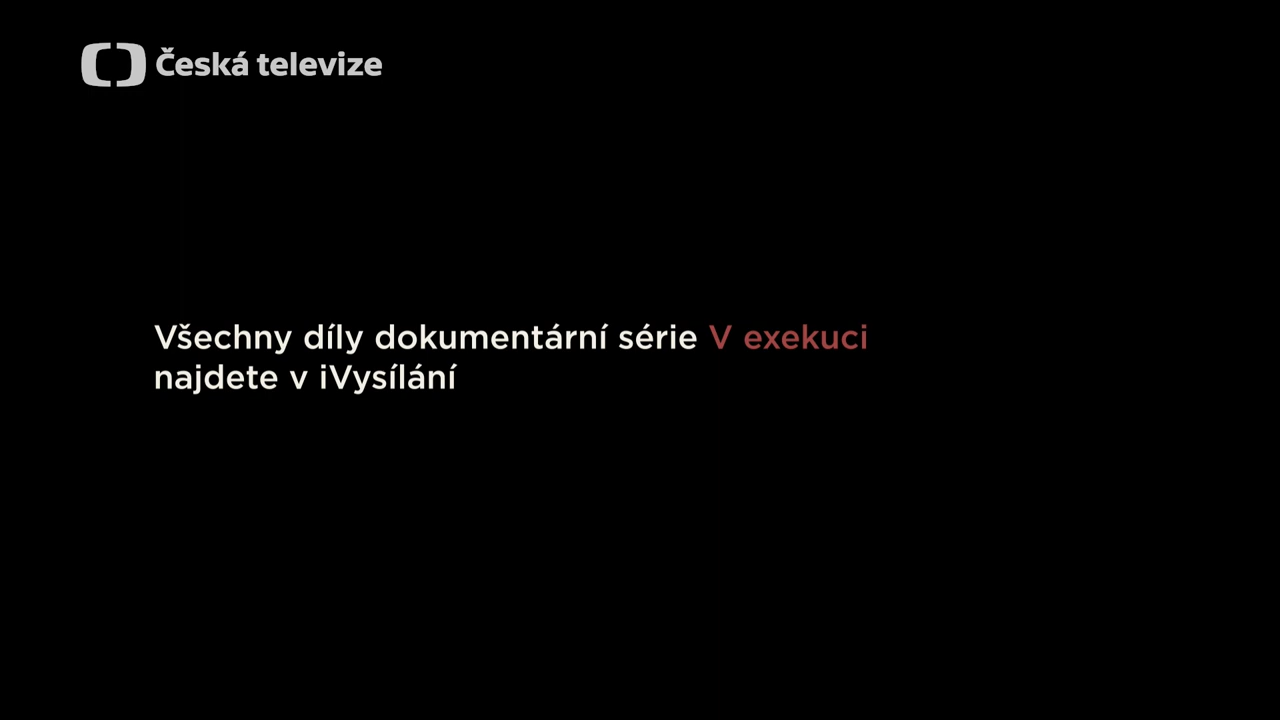 Česká televize
Všechny díly dokumentární série V exekuci
najdete v iVysílání